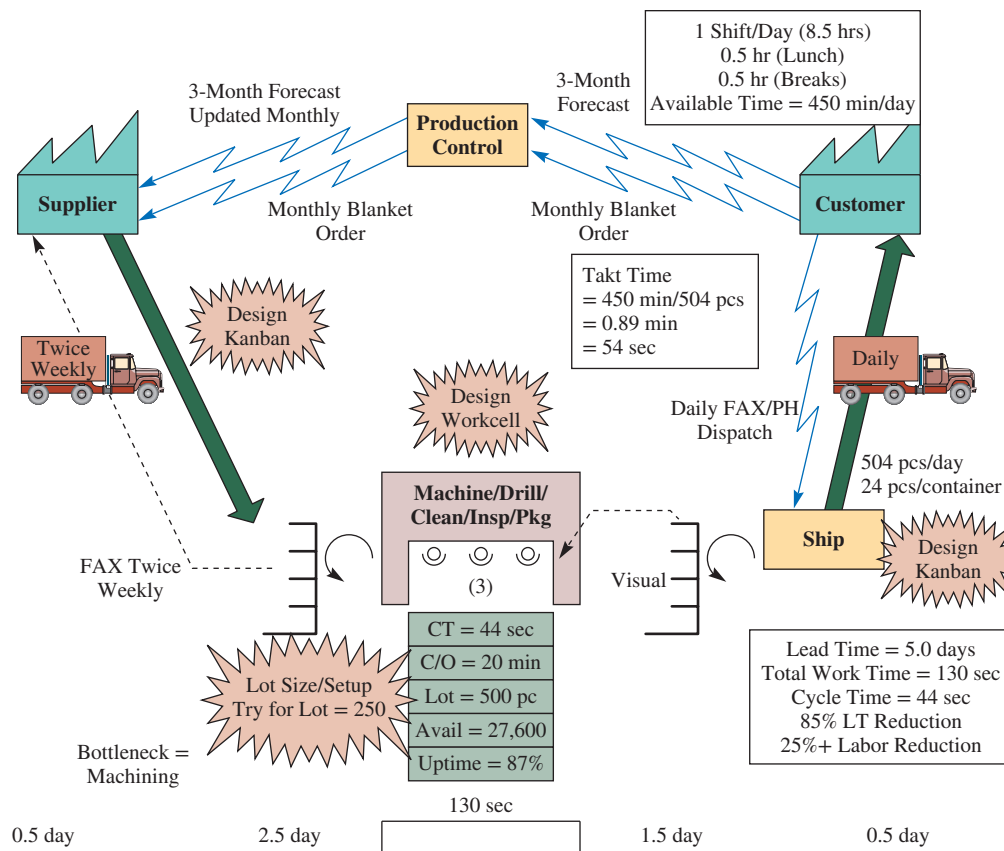 1 Shift/Day (8.5 hrs)
0.5 hr (Lunch)
0.5 hr (Breaks)
Available Time = 450 min/day
3-Month Forecast
Updated Monthly
Production
Control
3-Month
Forecast
Supplier
Customer
Monthly Blanket
Order
Monthly Blanket
Order
Takt Time
= 450 min/504 pcs
= 0.89 min
= 54 sec
Design
Kanban
Twice
Weekly
Daily
Design
Workcell
Daily FAX/PH
Dispatch
504 pcs/day
24 pcs/container
Machine/Drill/
Clean/Insp/Pkg
(3)
Ship
Design
Kanban
FAX Twice
Weekly
Visual
CT = 44 sec
C/O = 20 min
Lot = 500 pc
Avail = 27,600
Uptime = 87%
Lot Size/Setup
Try for Lot = 250
Lead Time = 5.0 days
Total Work Time = 130 sec
Cycle Time = 44 sec
85% LT Reduction
25%+ Labor Reduction
Bottleneck =
Machining
130 sec
0.5 day
2.5 day
1.5 day
0.5 day